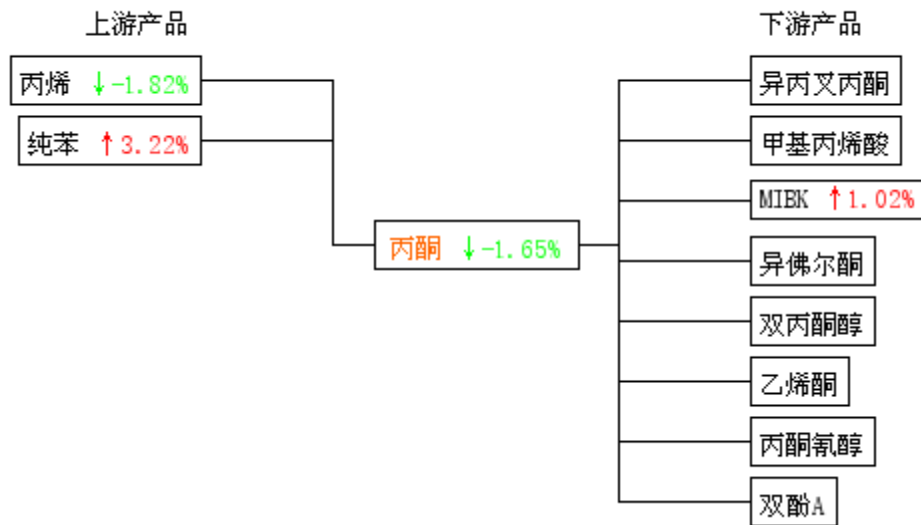 上游产品
下游产品
丙烯 ↓-1.82%
纯苯 ↑3.22%
丙酮 ↓-1.65%
异丙叉丙酮
甲基丙烯酸
MIBK ↑1.02%
异佛尔酮
双丙酮醇
乙烯酮
丙酮氰醇
双酚A